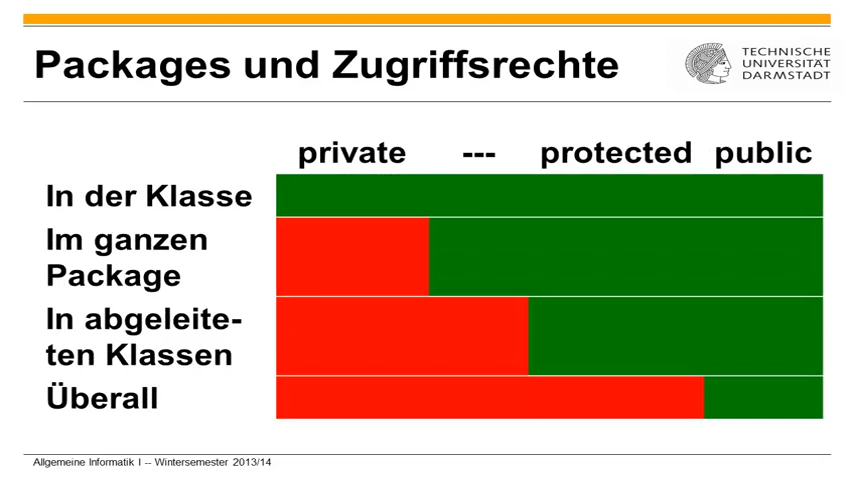 Packages und Zugriffsrechte
TECHNISCHE
UNIVERSITÄT
DARMSTADT
private --- protected public
In der Klasse
Im ganzen
Package
In abgeleite-
ten Klassen
Überall
Allgemeine Informatik I -- Wintersemester 2013/14